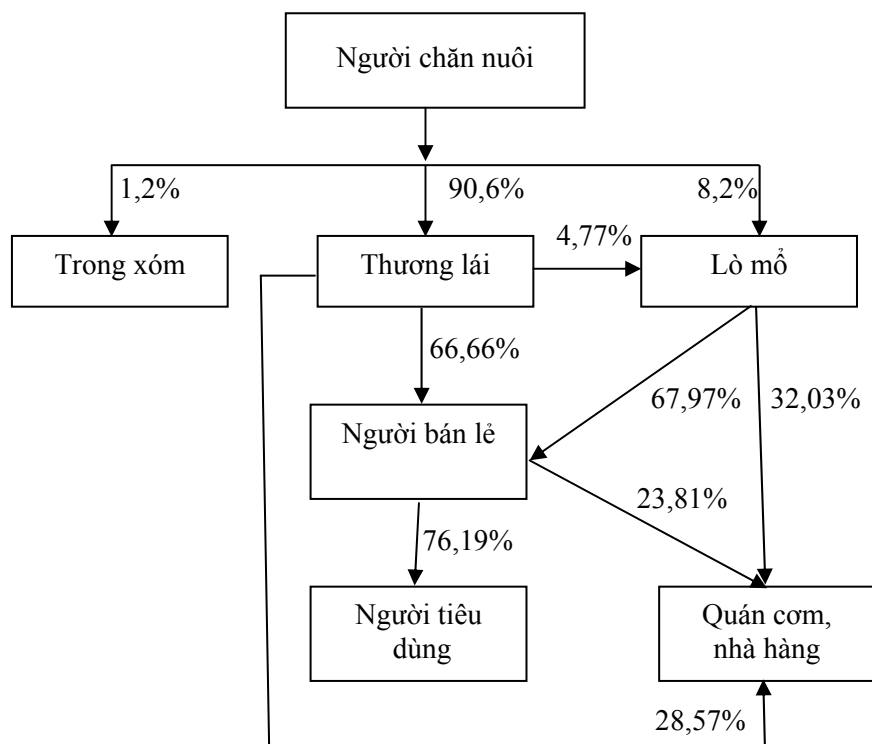 Người chăn nuôi
1,2%
90,6%
8,2%
Trong xóm
Thương lái
4,77%
Lò mổ
66,66%
67,97%
32,03%
Người bán lẻ
23,81%
76,19%
Người tiêu
dùng
Quán cơm,
nhà hàng
28,57%